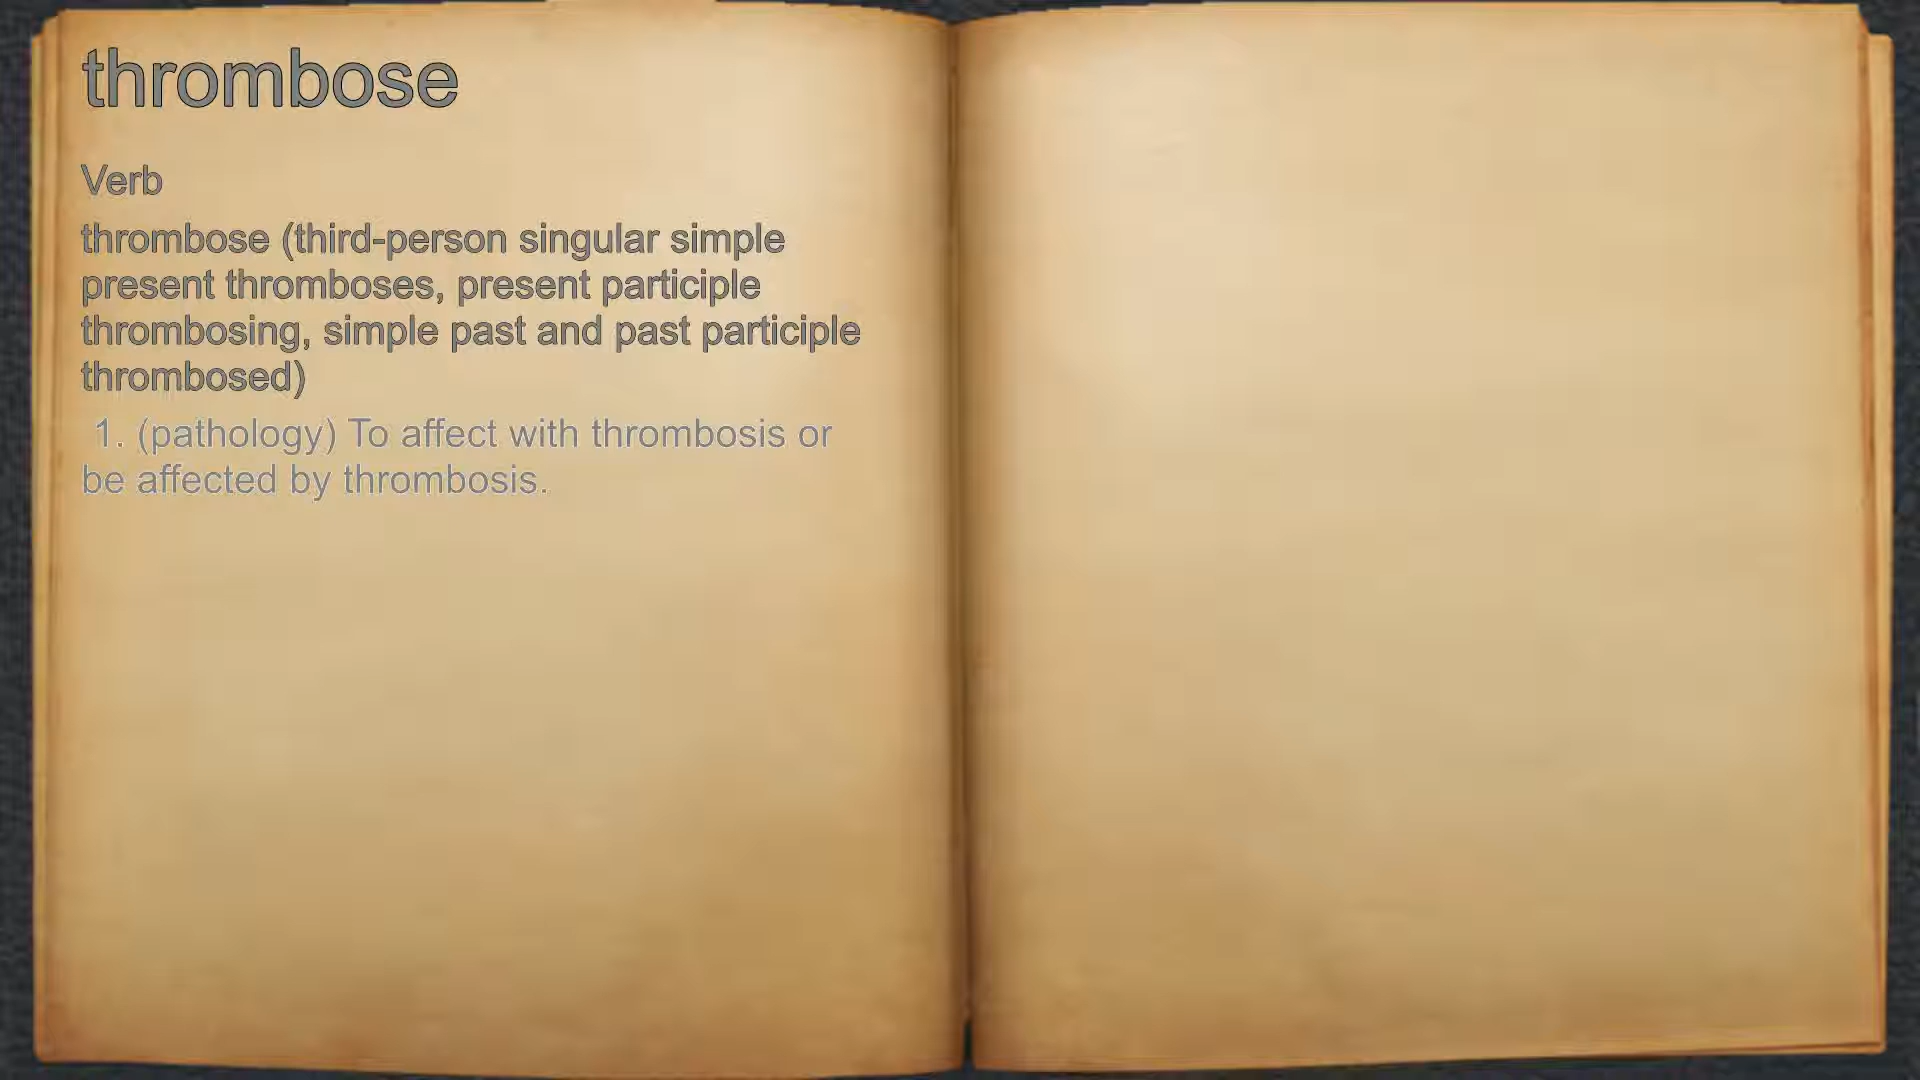 thrombose
Verb
thrombose (third-person singular simple
present thromboses, present participle
thrombosing, simple past and past participle
thrombosed)
1. (pathology) To affect with thrombosis or
be affected by thrombosis.